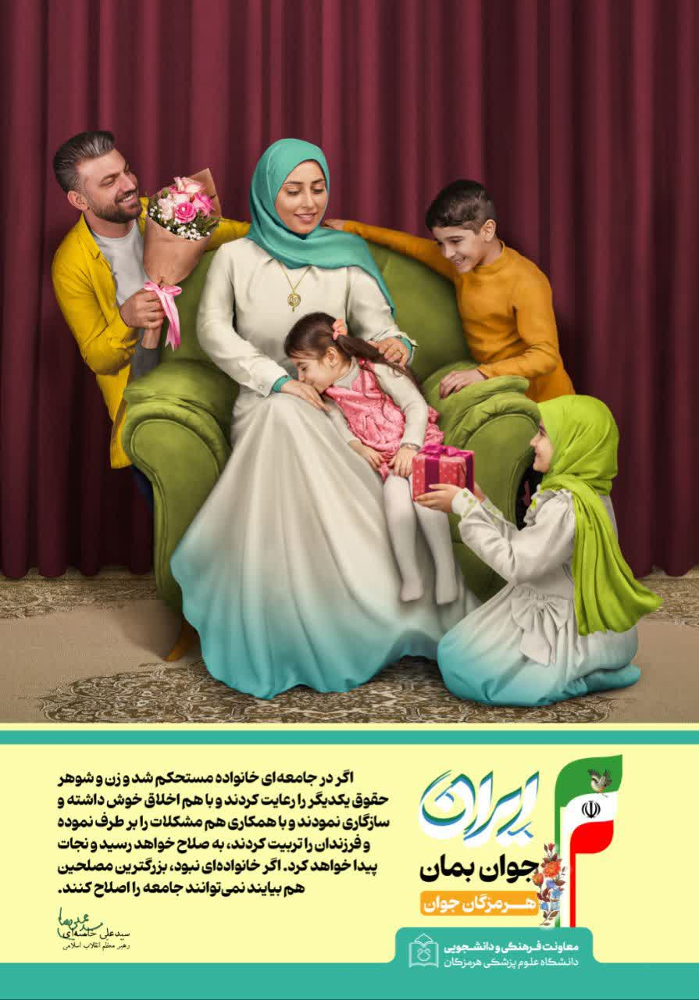 ایران
جوان بمان
هرمزگان جوان
اگر در جامعه‌ای خانواده مستحکم شد و زن و شوهر
حقوق یکدیگر را رعایت کردند و با هم اخلاق خوش داشته و
سازگاری نمودند و با همکاری هم مشکلات را بر طرف نموده
و فرزندان را تربیت کردند، به صلاح خواهد رسید و نجات
پیدا خواهد کرد. اگر خانواده‌ای نبود، بزرگترین مصلحین
هم بیایند نمی‌توانند جامعه را اصلاح کنند.
سیدعلی خامنه‌ای
رهبر معظم انقلاب اسلامی
معاونت فرهنگی و دانشجویی
دانشگاه علوم پزشکی هرمزگان